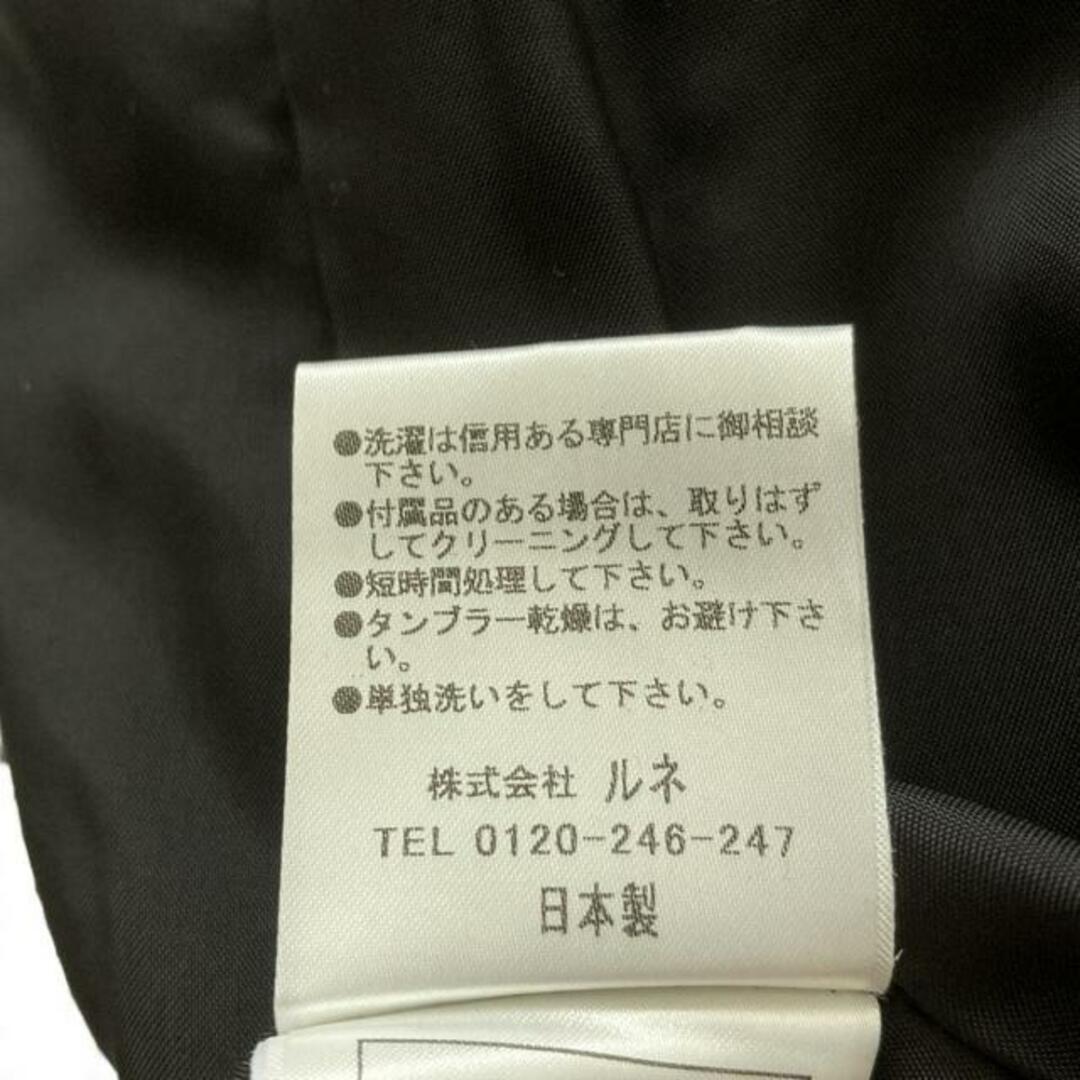 ●洗濯は信用ある専門店に御相談
下さい。
●付属品のある場合は、取りはず
してクリーニングして下さい。
●短時間処理して下さい。
●タンブラー乾燥は、お避け下さ
い。
●単独洗いをして下さい。
株式会社 ルネ
TEL 0120-246-247
日本製